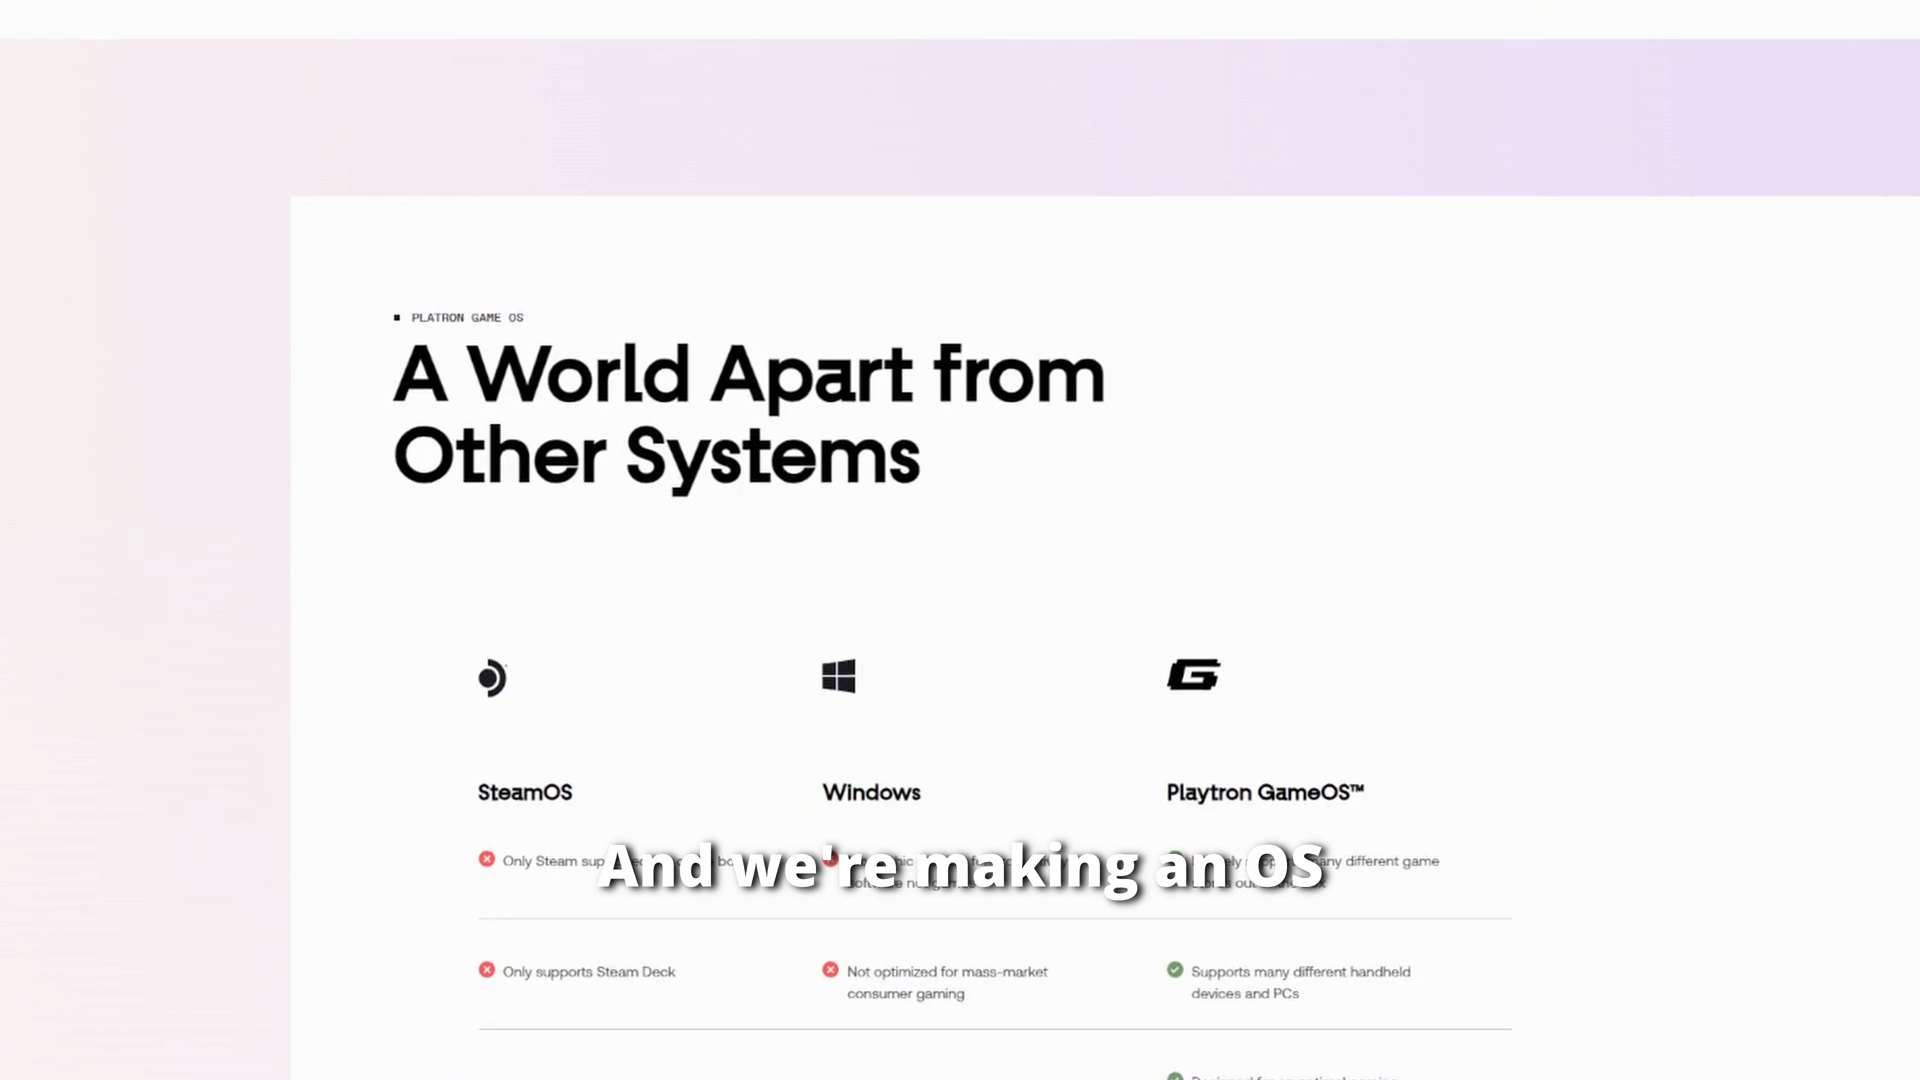 PLATRON GAME OS
A World Apart from
Other Systems
SteamOS
Windows
Playtron GameOS™
Only Steam
any different game
And we're making an OS
Only supports Steam Deck
Not optimized for mass-market
consumer gaming
Supports many different handheld
devices and PCs